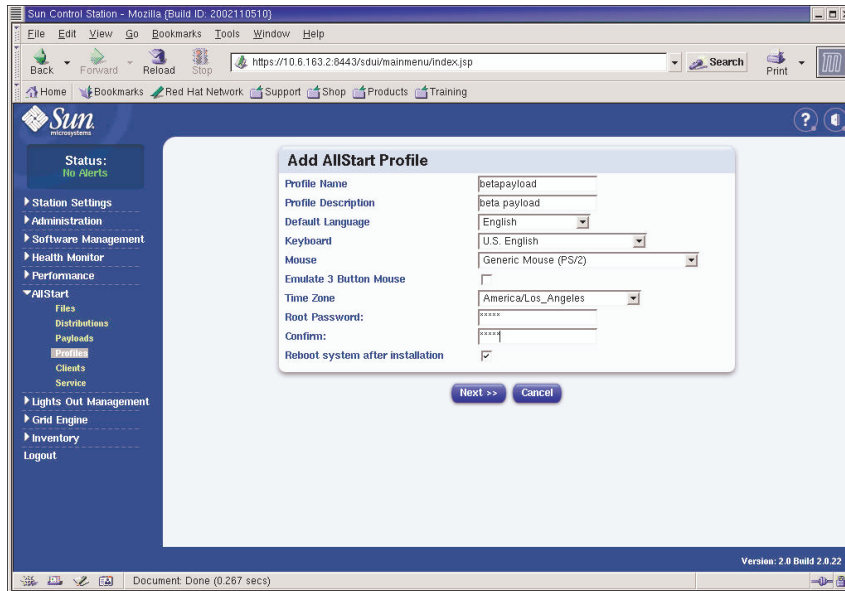 Sun Control Station - Mozilla {Build ID: 2002110510}
File Edit View Go Bookmarks Tools Window Help
Back Forward Reload Stop https://10.6.163.2:8443/sdui/mainmenu/index.jsp Search Print
Home Bookmarks Red Hat Network Support Shop Products Training
Sun
microsystems
?
Status:
No Alerts
Station Settings
Administration
Software Management
Health Monitor
Performance
AllStart
Files
Distributions
Payloads
Profiles
Clients
Service
Lights Out Management
Grid Engine
Inventory
Logout
Add AllStart Profile
Profile Name betapayload
Profile Description beta payload
Default Language English
Keyboard U.S. English
Mouse Generic Mouse (PS/2)
Emulate 3 Button Mouse
Time Zone America/Los_Angeles
Root Password: *****
Confirm: *****
Reboot system after installation
Next >> Cancel
Version: 2.0 Build 2.0.22
Document: Done (0.267 secs)